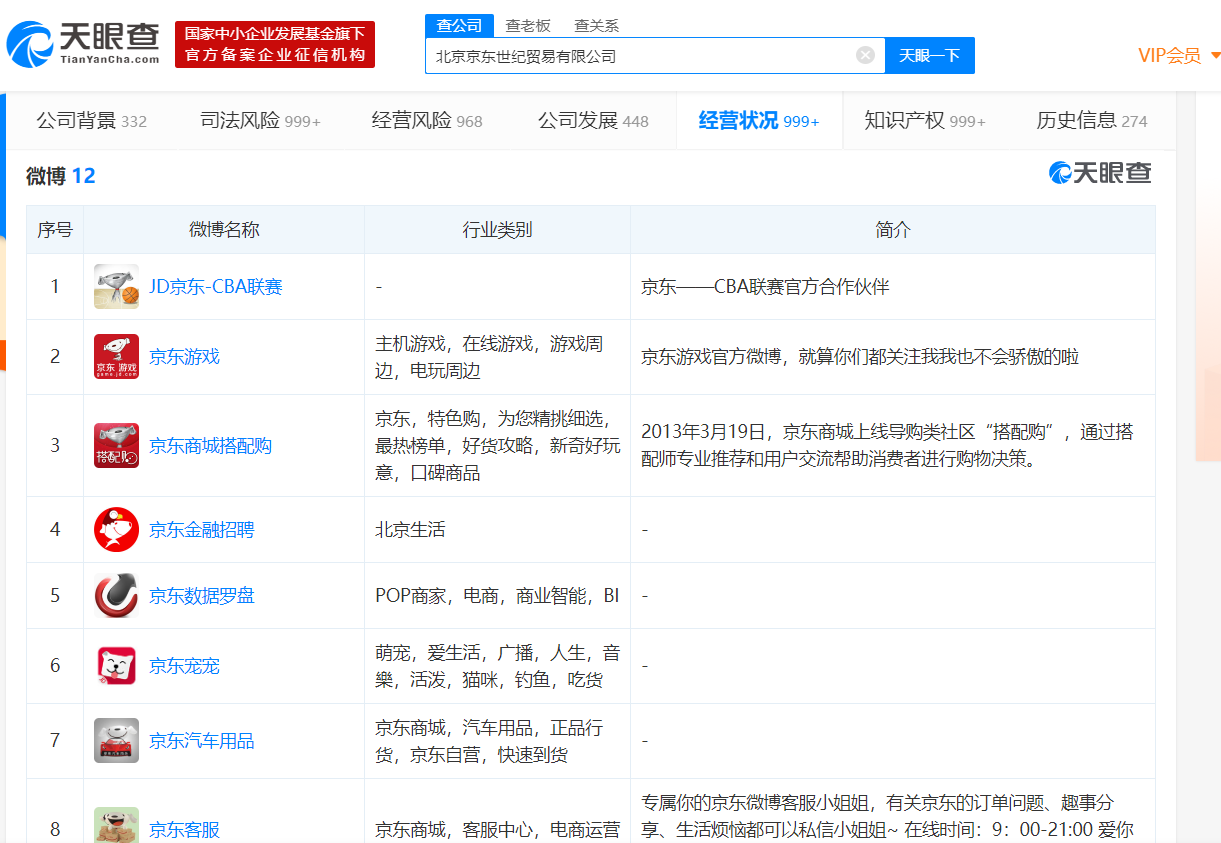 天眼查
TianYanCha.com
国家中小企业发展基金旗下
官方备案企业征信机构
查公司 查老板 查关系
北京京东世纪贸易有限公司
天眼一下
VIP会员
公司背景 332 司法风险 999+ 经营风险 968 公司发展 448 经营状况 999+ 知识产权 999+ 历史信息 274
微博 12
天眼查
序号 微博名称 行业类别 简介
1 JD京东-CBA联赛 - 京东——CBA联赛官方合作伙伴
2 京东游戏 主机游戏，在线游戏，游戏周
边，电玩周边
京东游戏官方微博，就算你们都关注我我也不会骄傲的啦
京东 游戏
game.jd.com
3 京东商城搭配购 京东，特色购，为您精挑细选，
最热榜单，好货攻略，新奇好玩
意，口碑商品
2013年3月19日，京东商城上线导购类社区“搭配购”，通过搭
配师专业推荐和用户交流帮助消费者进行购物决策。
搭配购
4 京东金融招聘 北京生活 -
5 京东数据罗盘 POP商家，电商，商业智能，BI -
6 京东宠宠 萌宠，爱生活，广播，人生，音
樂，活泼，猫咪，钓鱼，吃货
-
7 京东汽车用品 京东商城，汽车用品，正品行
货，京东自营，快速到货
-
8 京东客服 京东商城，客服中心，电商运营
专属你的京东微博客服小姐姐，有关京东的订单问题、趣事分
享、生活烦恼都可以私信小姐姐~ 在线时间：9：00-21:00 爱你